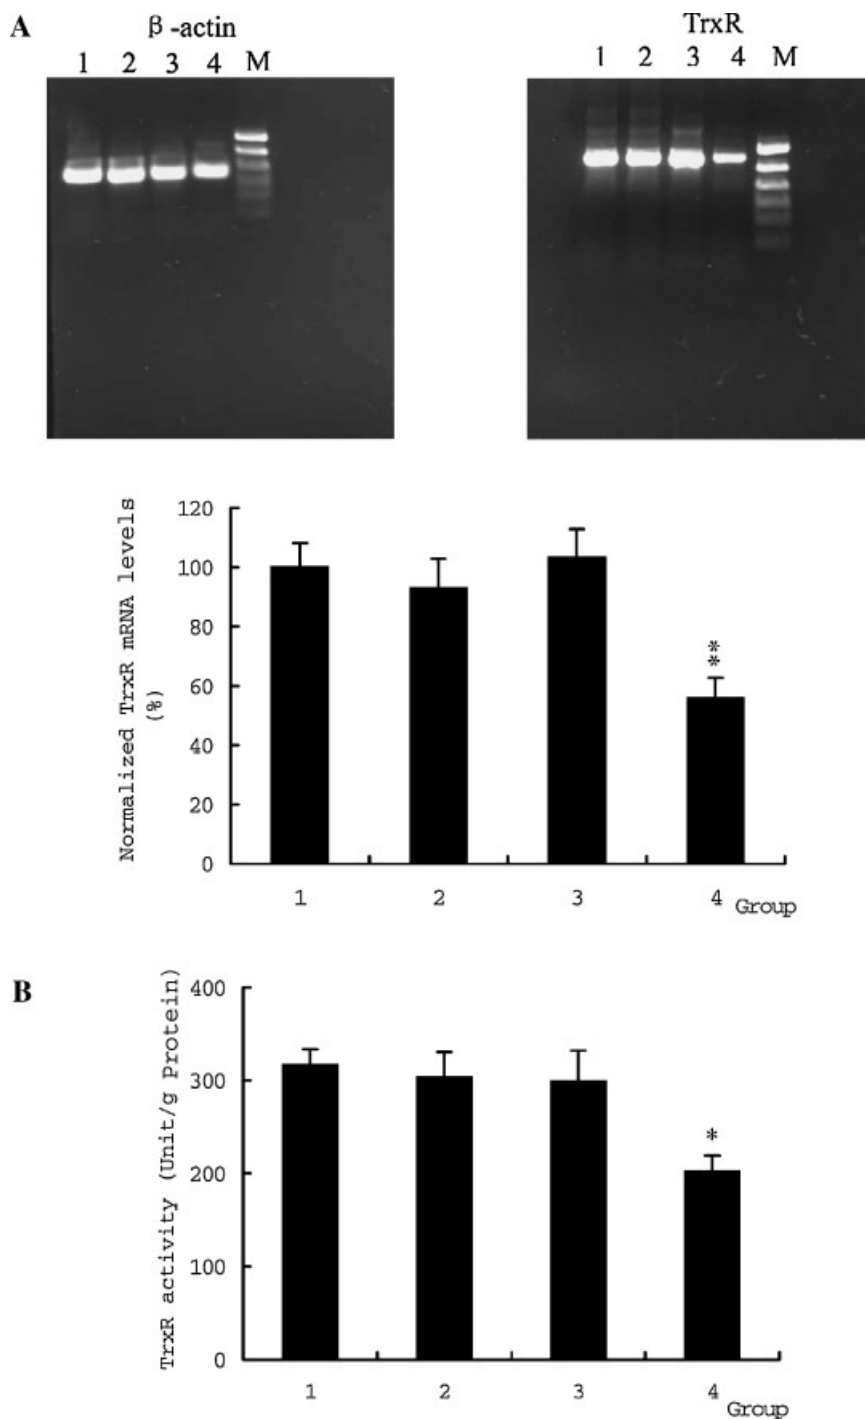 A
β-actin
1 2 3 4 M
TrxR
1 2 3 4 M
Normalized TrxR mRNA levels
(%)
120
100
80
60
40
20
0
**
1 2 3 4 Group
B
TrxR activity (Unit/g Protein)
400
300
200
100
0
*
1 2 3 4 Group